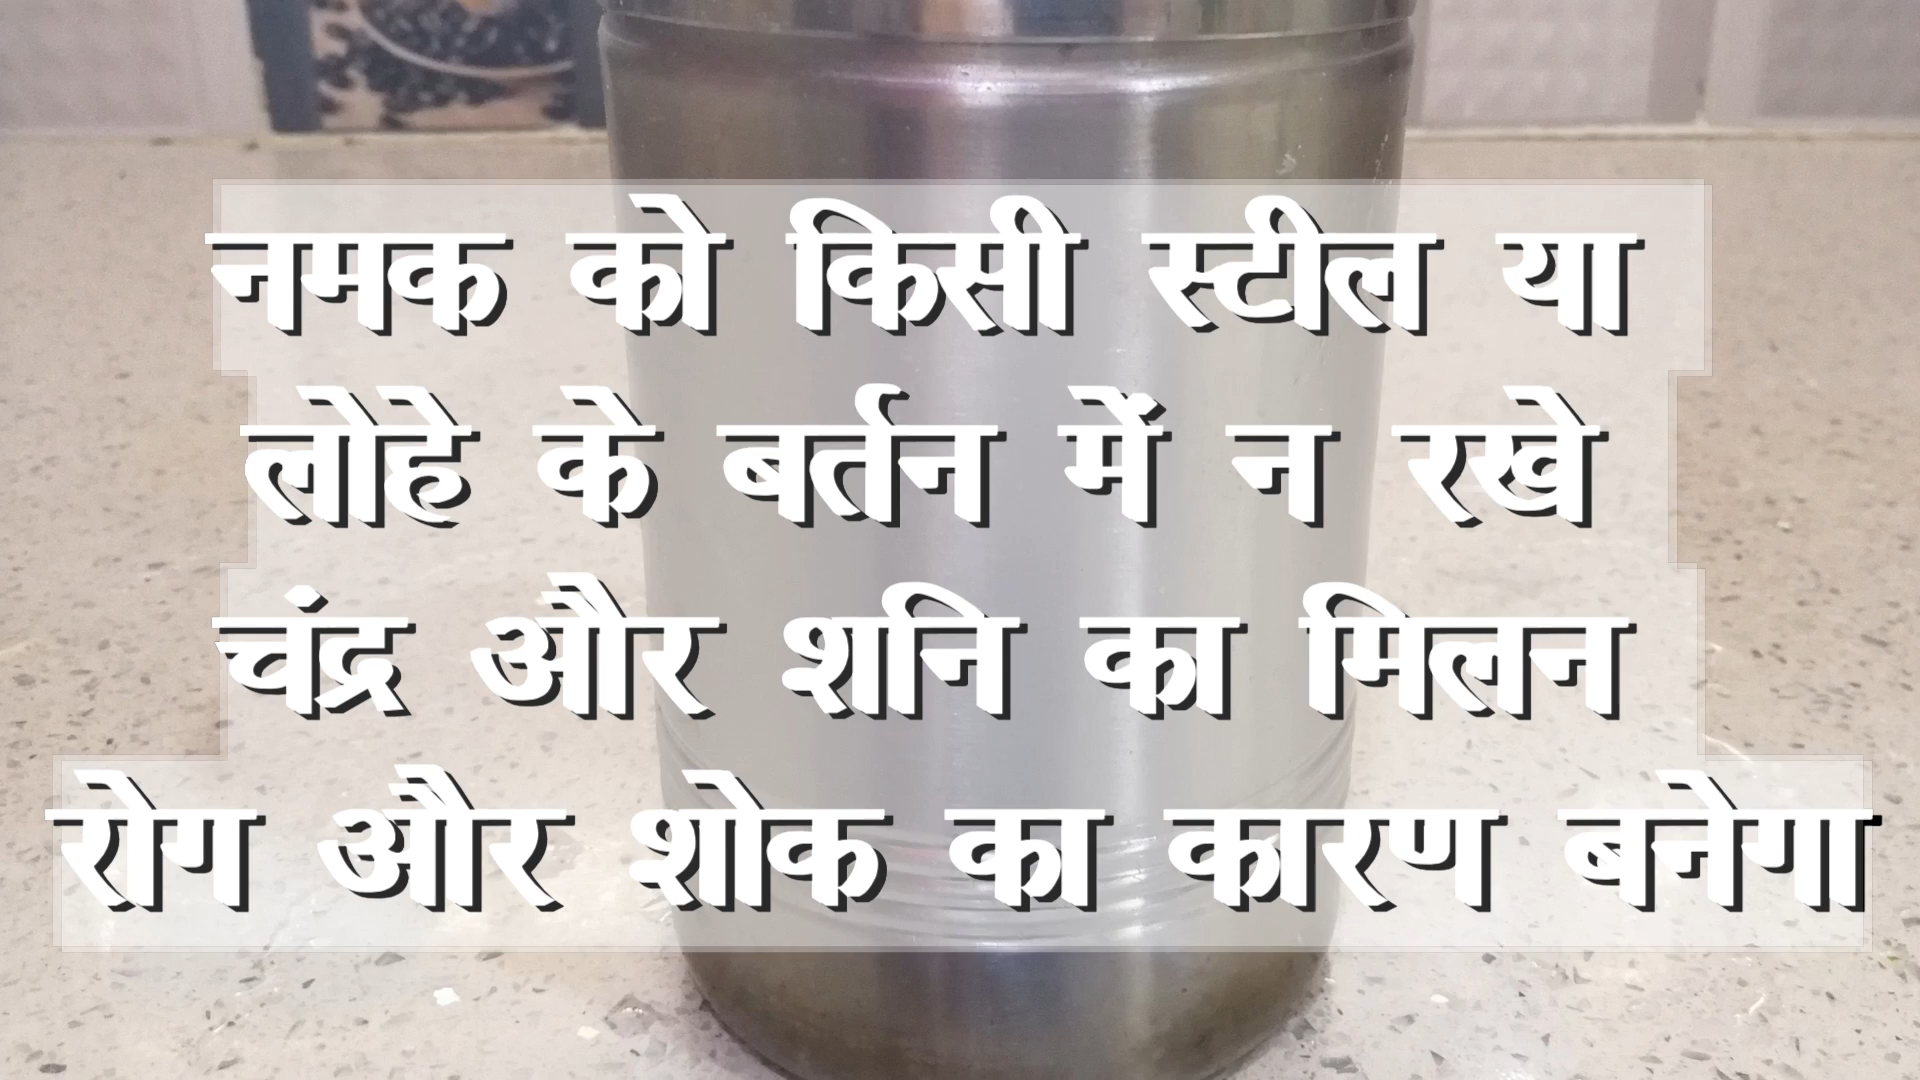 नमक को किसी स्टील या
लोहे के बर्तन में न रखे
चंद्र और शनि का मिलन
रोग और शोक का कारण बनेगा